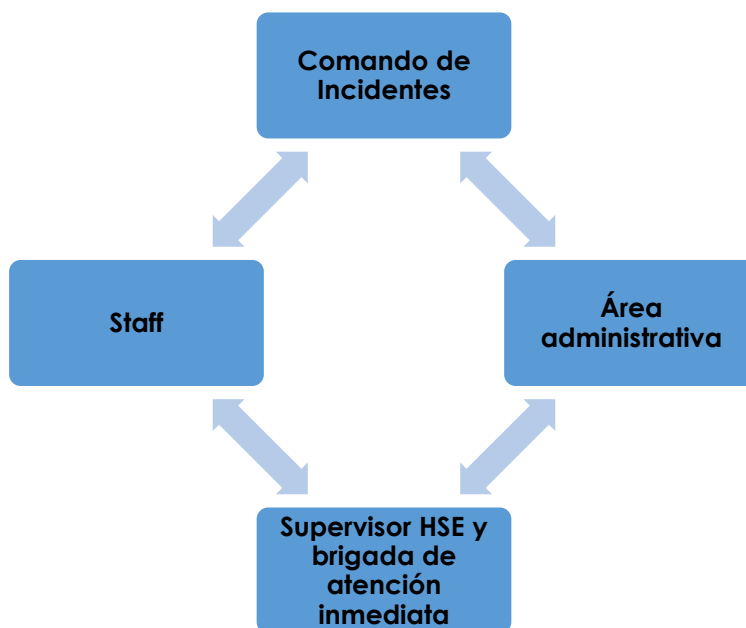 Comando de
Incidentes
Staff
Área
administrativa
Supervisor HSE y
brigada de
atención
inmediata